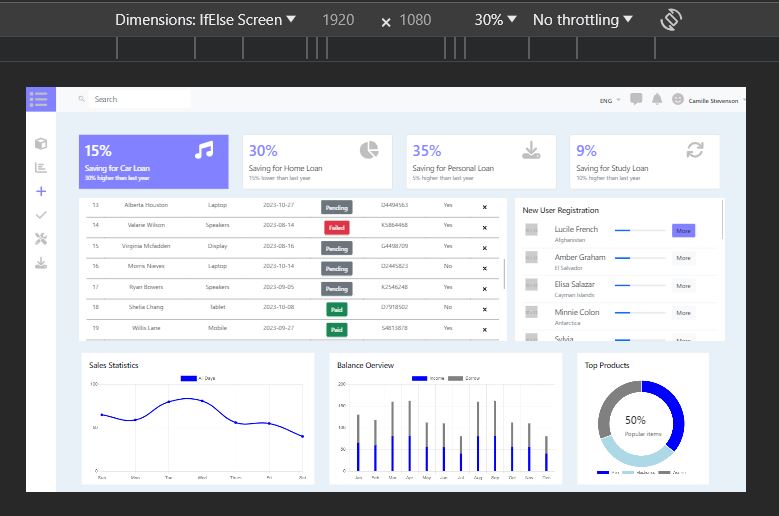 Dimensions: IfElse Screen 1920 × 1080 30% No throttling
Search ENG Camille Stevenson
15% 30% 35% 9%
Saving for Car Loan Saving for Home Loan Saving for Personal Loan Saving for Study Loan
30% higher than last year 15% lower than last year 5% higher than last year 10% higher than last year
13 Alberta Houston Laptop 2023-10-27 Pending D4494563 Yes ×
14 Valarie Wilson Speakers 2023-08-14 Failed K5864468 Yes ×
15 Virginia Mcfadden Display 2023-08-16 Pending G4498709 Yes ×
16 Morris Nieves Laptop 2023-10-14 Pending D2445823 No ×
17 Ryan Bowers Speakers 2023-09-05 Pending K2546248 Yes ×
18 Shelia Chang Tablet 2023-10-08 Paid D7918502 No ×
19 Willis Lane Mobile 2023-09-27 Paid S4813878 Yes ×
New User Registration
Lucile French More
Afghanistan
Amber Graham More
El Salvador
Elisa Salazar More
Cayman Islands
Minnie Colon More
Antarctica
Sylvia
Sales Statistics
All Days
100
50
0
Sun Mon Tue Wed Thurs Fri Sat
Balance Oerview
Income Borrow
200
150
100
50
0
Jan Feb Mar Apr May Jun Jul Aug Sep Oct Nov Dec
Top Products
50%
Popular items